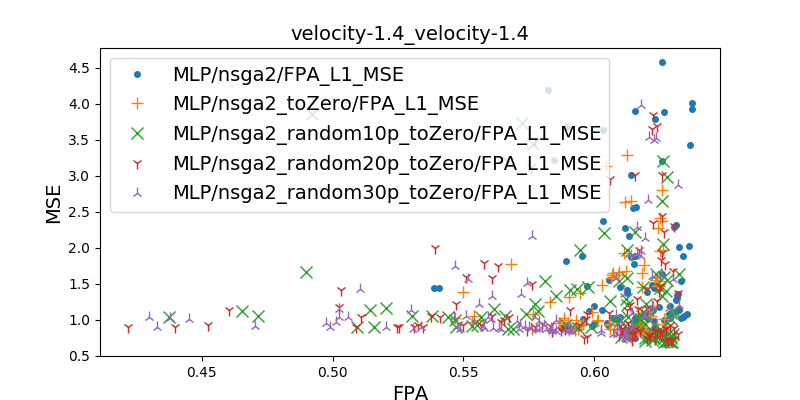 velocity-1.4_velocity-1.4
MLP/nsga2/FPA_L1_MSE
MLP/nsga2_toZero/FPA_L1_MSE
MLP/nsga2_random10p_toZero/FPA_L1_MSE
MLP/nsga2_random20p_toZero/FPA_L1_MSE
MLP/nsga2_random30p_toZero/FPA_L1_MSE
MSE
4.5
4.0
3.5
3.0
2.5
2.0
1.5
1.0
0.5
0.45 0.50 0.55 0.60
FPA